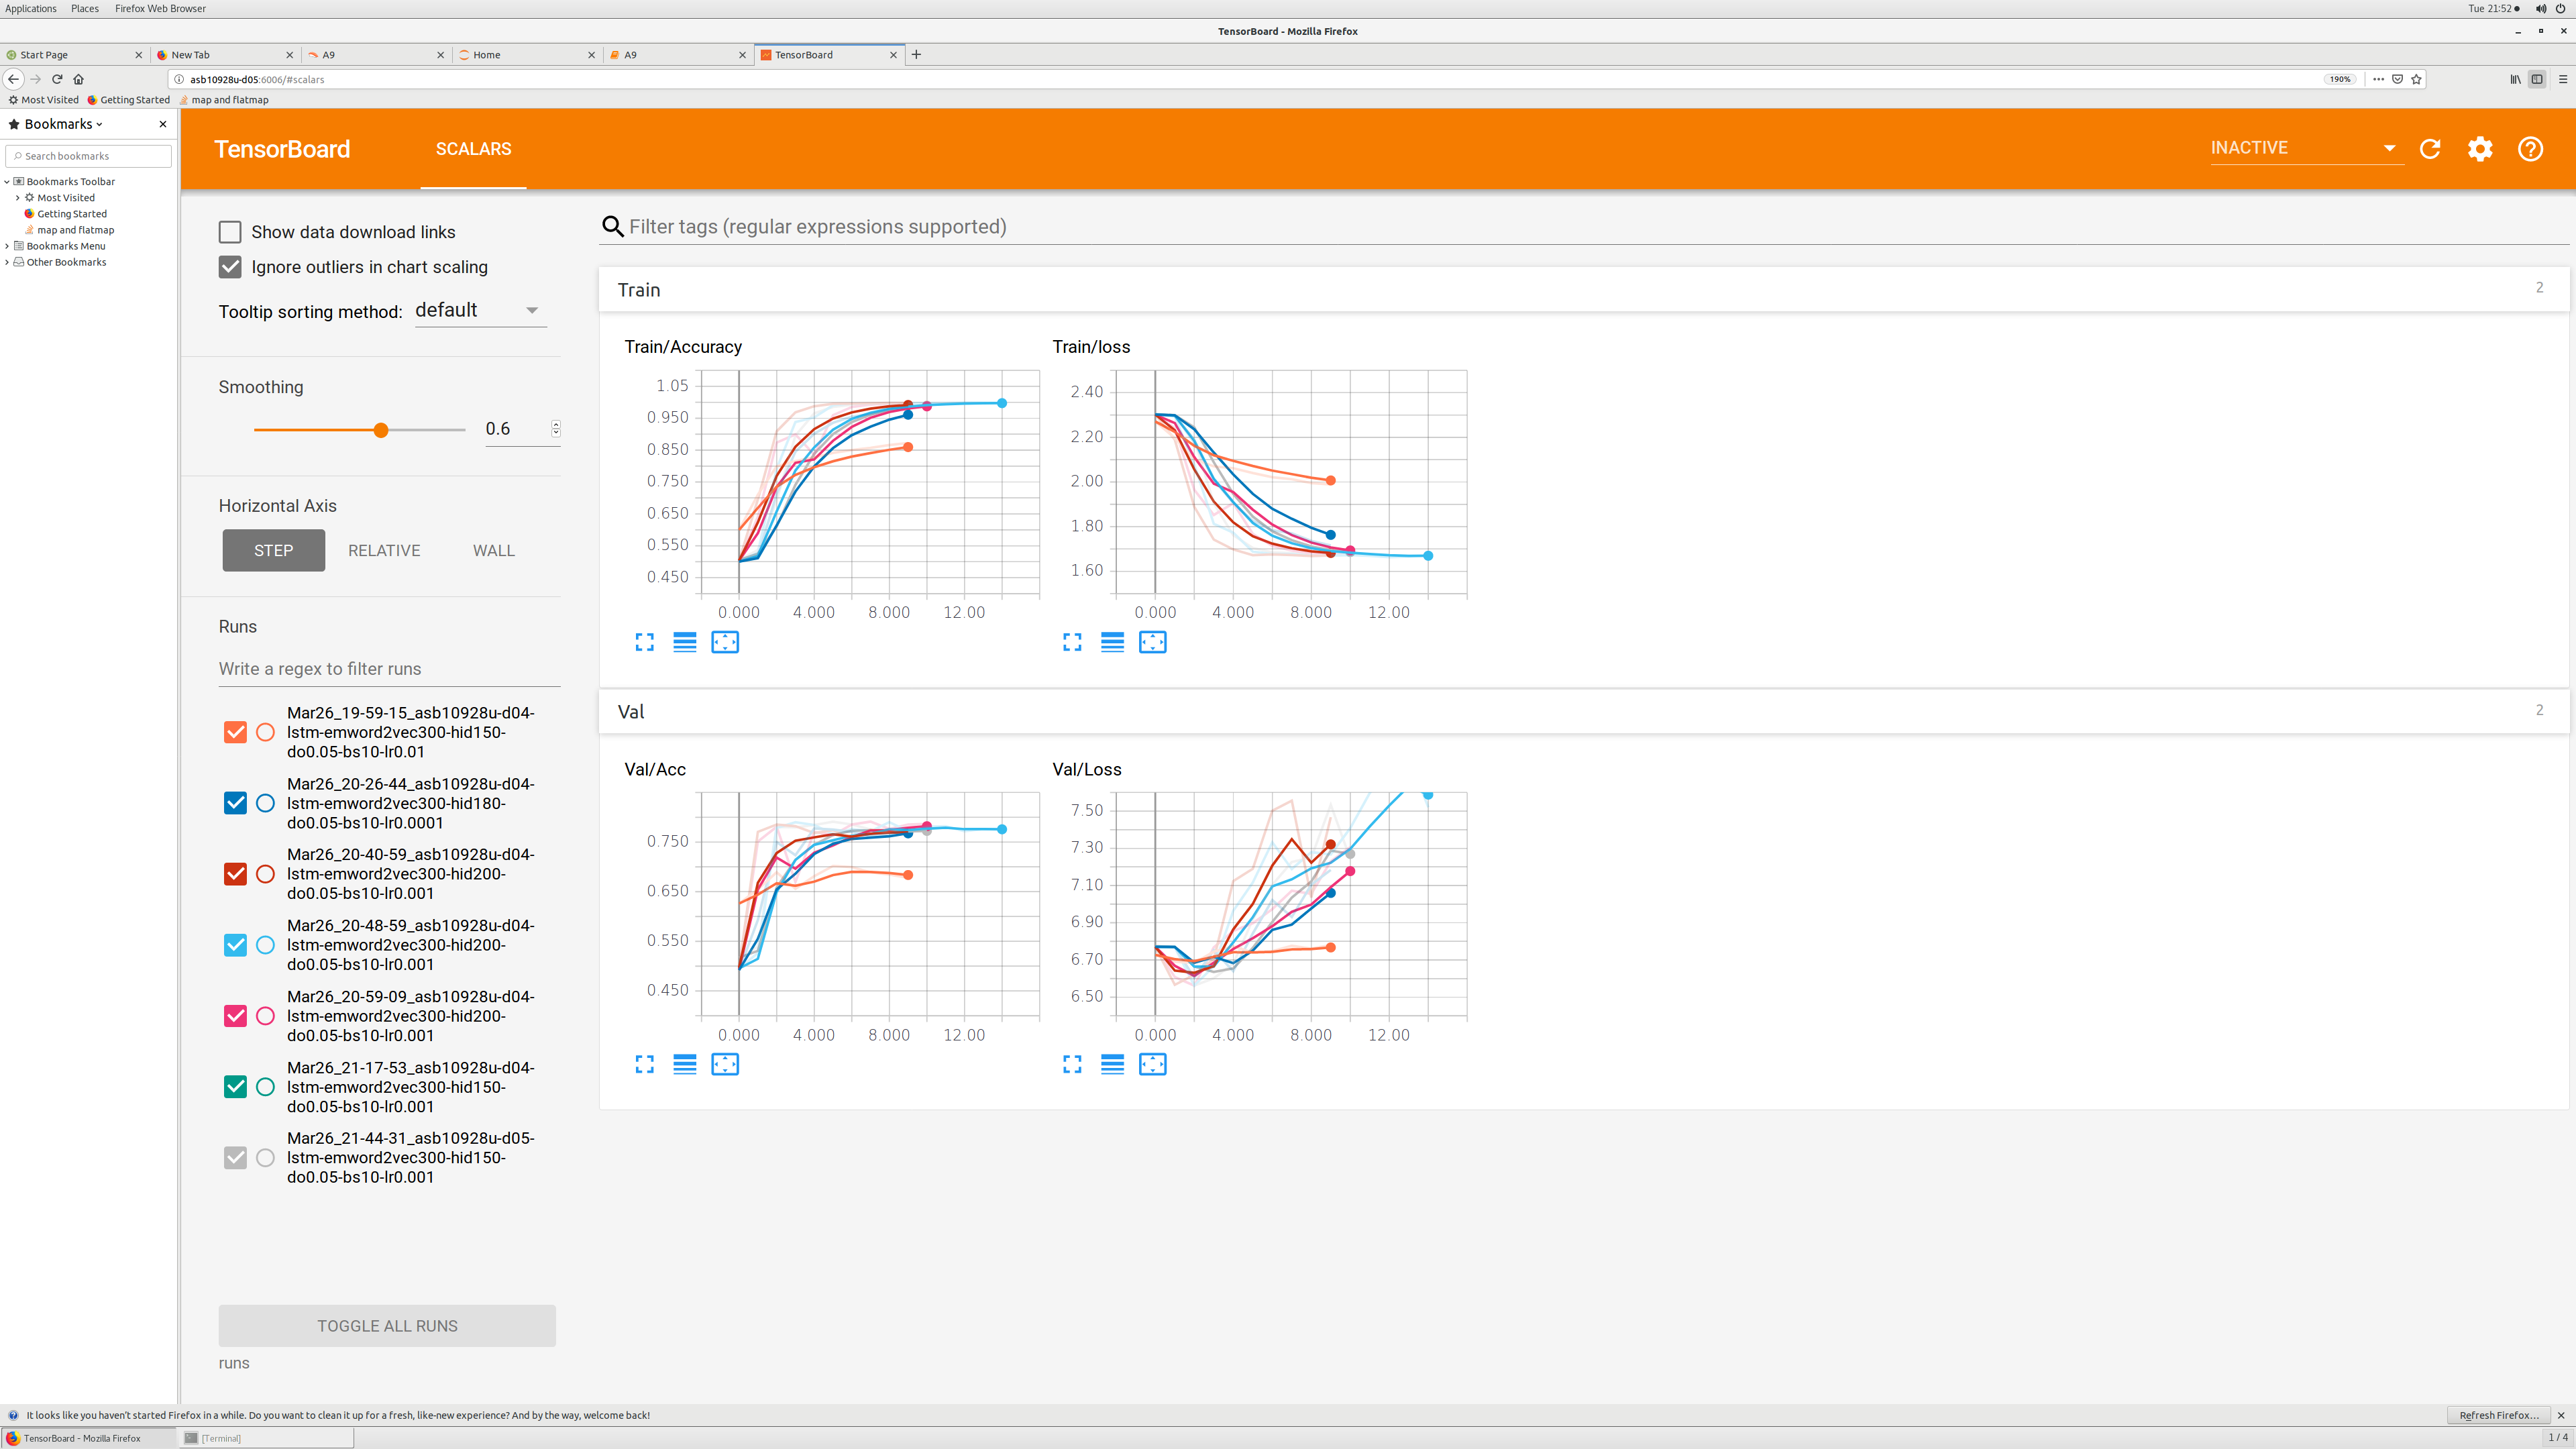 Applications Places Firefox Web Browser Tue 21:52
TensorBoard - Mozilla Firefox
Start Page New Tab A9 Home A9 TensorBoard
asb10928u-d05:6006/#scalars 190%
Most Visited Getting Started map and flatmap
Bookmarks
Search bookmarks
Bookmarks Toolbar
Most Visited
Getting Started
map and flatmap
Bookmarks Menu
Other Bookmarks
TensorBoard SCALARS INACTIVE
Show data download links
Ignore outliers in chart scaling
Tooltip sorting method: default
Smoothing
0.6
Horizontal Axis
STEP RELATIVE WALL
Runs
Write a regex to filter runs
Mar26_19-59-15_asb10928u-d04-
lstm-emword2vec300-hid150-
do0.05-bs10-lr0.01
Mar26_20-26-44_asb10928u-d04-
lstm-emword2vec300-hid180-
do0.05-bs10-lr0.0001
Mar26_20-40-59_asb10928u-d04-
lstm-emword2vec300-hid200-
do0.05-bs10-lr0.001
Mar26_20-48-59_asb10928u-d04-
lstm-emword2vec300-hid200-
do0.05-bs10-lr0.001
Mar26_20-59-09_asb10928u-d04-
lstm-emword2vec300-hid200-
do0.05-bs10-lr0.001
Mar26_21-17-53_asb10928u-d04-
lstm-emword2vec300-hid150-
do0.05-bs10-lr0.001
Mar26_21-44-31_asb10928u-d05-
lstm-emword2vec300-hid150-
do0.05-bs10-lr0.001
TOGGLE ALL RUNS
runs
Filter tags (regular expressions supported)
Train 2
Train/Accuracy
1.05
0.950
0.850
0.750
0.650
0.550
0.450
0.000 4.000 8.000 12.00
Train/loss
2.40
2.20
2.00
1.80
1.60
0.000 4.000 8.000 12.00
Val 2
Val/Acc
0.750
0.650
0.550
0.450
0.000 4.000 8.000 12.00
Val/Loss
7.50
7.30
7.10
6.90
6.70
6.50
0.000 4.000 8.000 12.00
It looks like you haven't started Firefox in a while. Do you want to clean it up for a fresh, like-new experience? And by the way, welcome back! Refresh Firefox...
TensorBoard - Mozilla Firefox [Terminal] 1 / 4